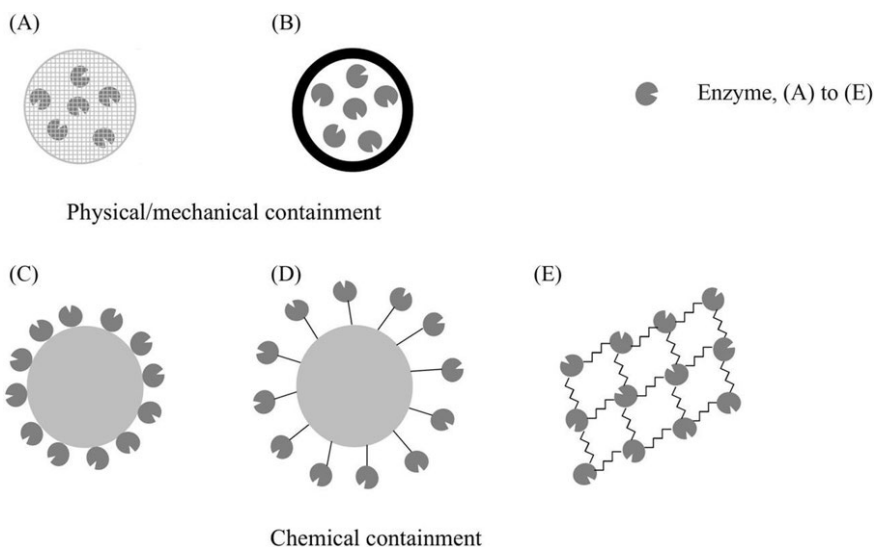 (A)
(B)
Enzyme, (A) to (E)
Physical/mechanical containment
(C)
(D)
(E)
Chemical containment